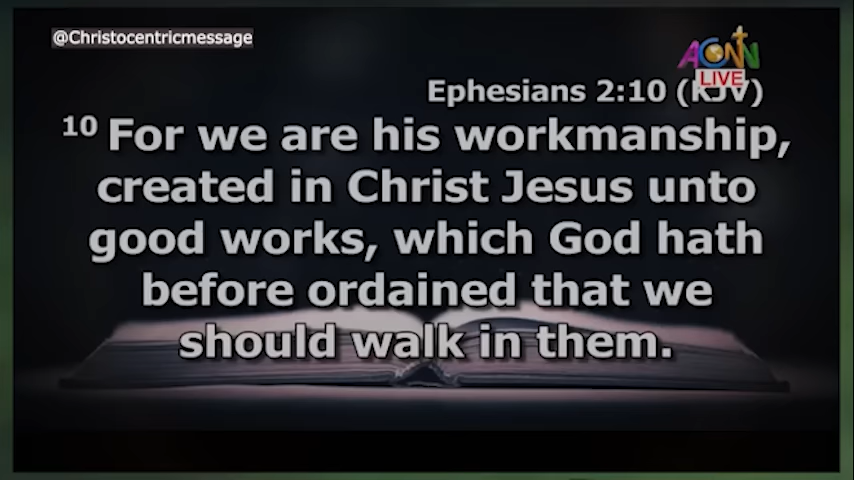 @Christocentricmessage
ACNN
LIVE
Ephesians 2:10 (KJV)
10 For we are his workmanship,
created in Christ Jesus unto
good works, which God hath
before ordained that we
should walk in them.